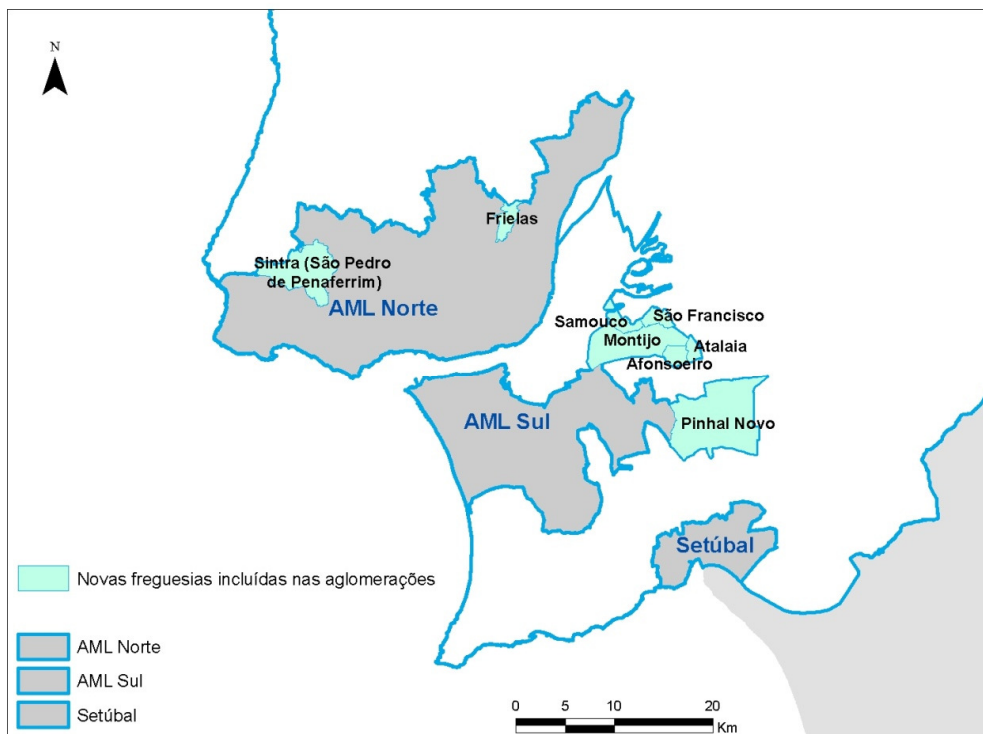 N
Frielas
Sintra (São Pedro
de Penaferrim)
AML Norte
São Francisco
Samouco
Montijo
Atalaia
Afonsoeiro
AML Sul
Pinhal Novo
Setúbal
Novas freguesias incluídas nas aglomerações
AML Norte
AML Sul
Setúbal
0 5 10 20
Km